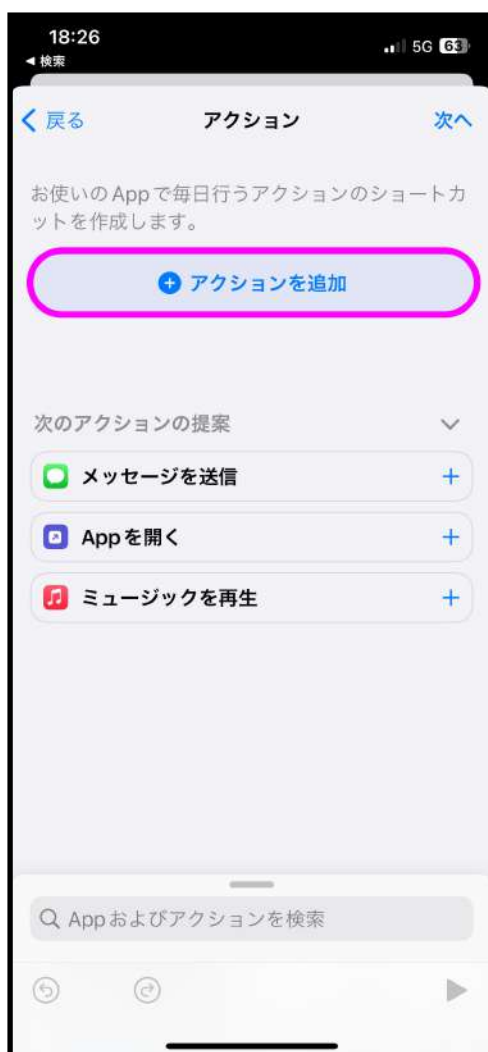 18:26
5G 63
◀ 検索
戻る アクション 次へ
お使いのAppで毎日行うアクションのショートカ
ットを作成します。
アクションを追加
次のアクションの提案
メッセージを送信
Appを開く
ミュージックを再生
Appおよびアクションを検索